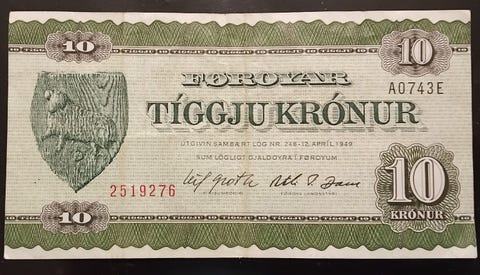 10
10
FØROYAR
A0743E
TÍGGJU KRÓNUR
ÚTGIVIN SAMBÆRT LÓG NR. 248-12. APRÍL 1949
SUM LÓGLIGT GJALDOYRA Í FØROYUM
2519276
10
10
KRÓNUR